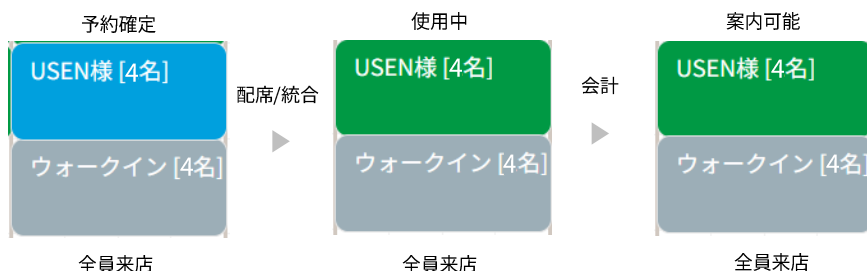 予約確定
USEN様 [4名]
ウォークイン [4名]
全員来店
配席/統合
使用中
USEN様 [4名]
ウォークイン [4名]
全員来店
会計
案内可能
USEN様 [4名]
ウォークイン [4名]
全員来店